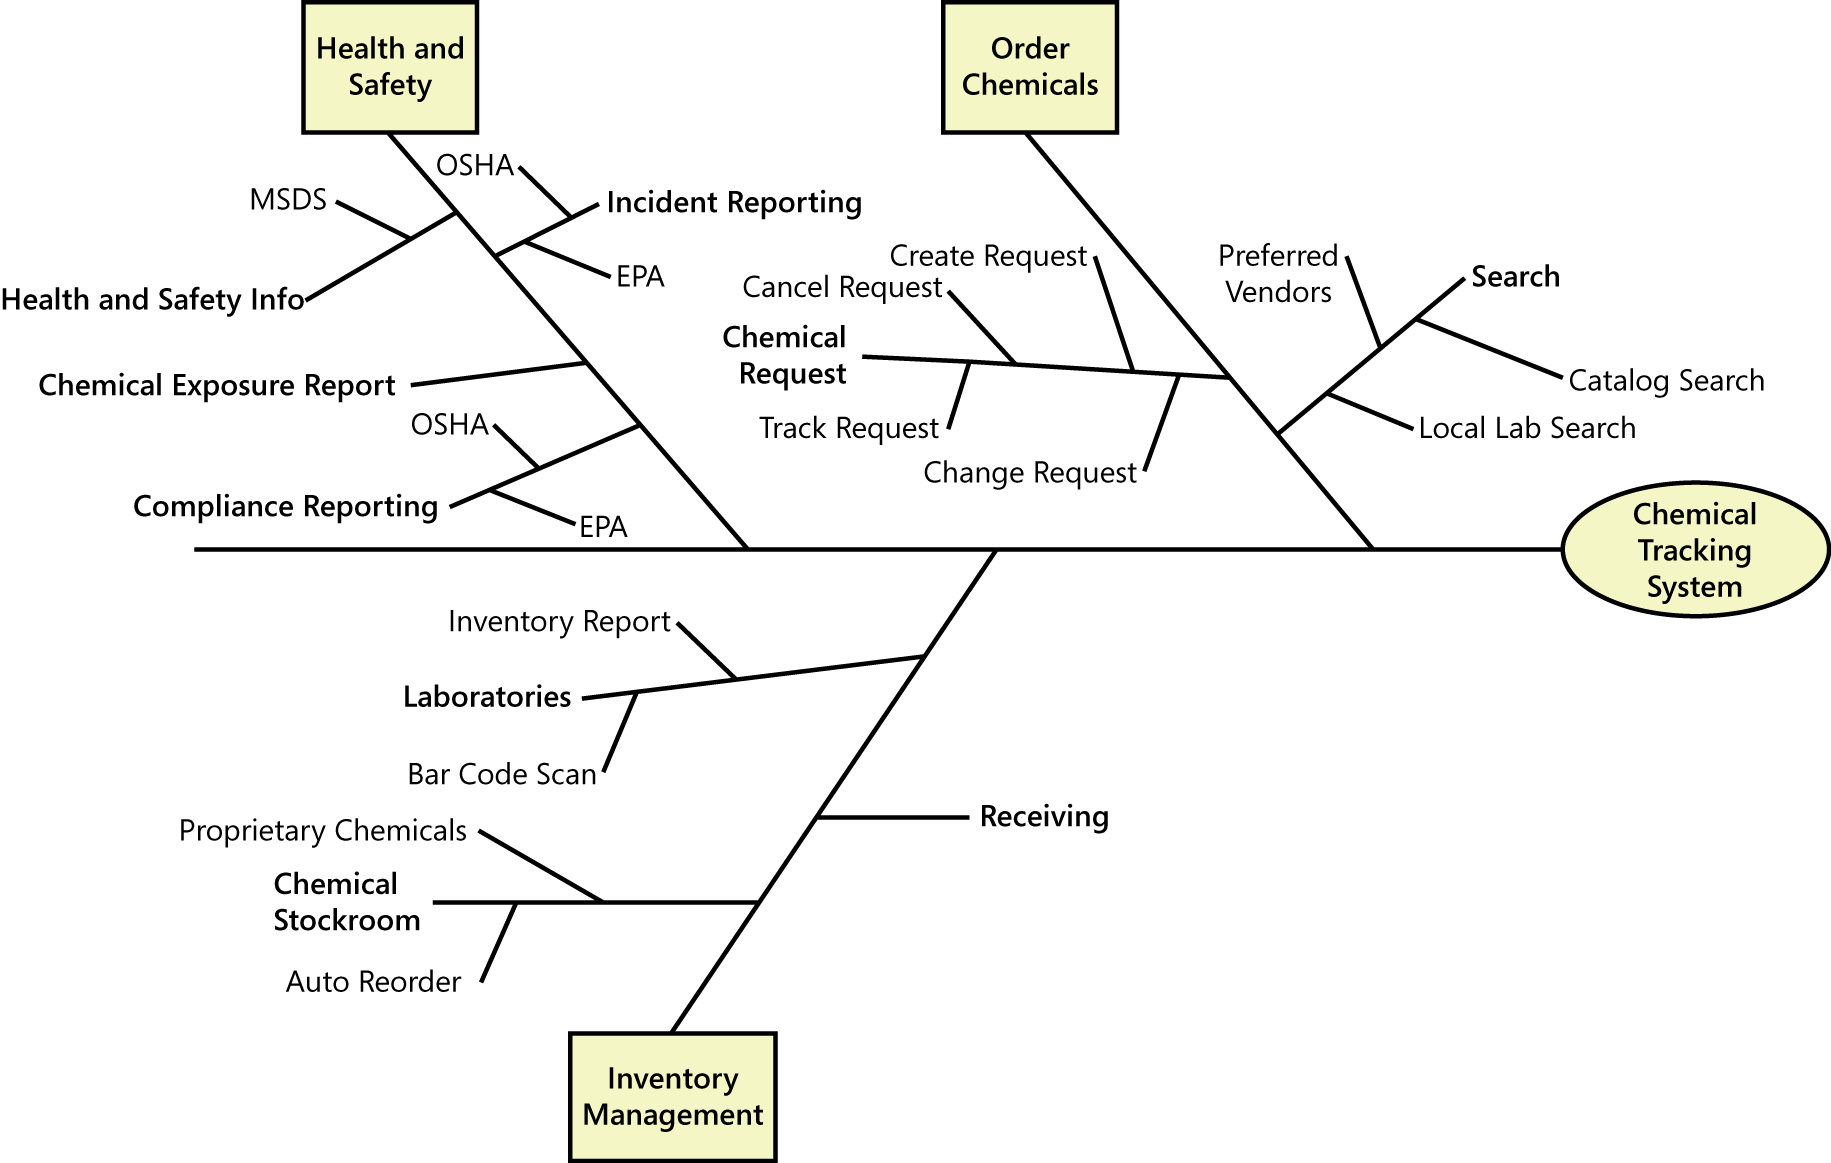 Health and
Safety
Order
Chemicals
OSHA
MSDS
Incident Reporting
EPA
Health and Safety Info
Chemical Exposure Report
OSHA
Compliance Reporting
EPA
Create Request
Cancel Request
Chemical
Request
Track Request
Change Request
Preferred
Vendors
Search
Catalog Search
Local Lab Search
Chemical
Tracking
System
Inventory Report
Laboratories
Bar Code Scan
Receiving
Proprietary Chemicals
Chemical
Stockroom
Auto Reorder
Inventory
Management